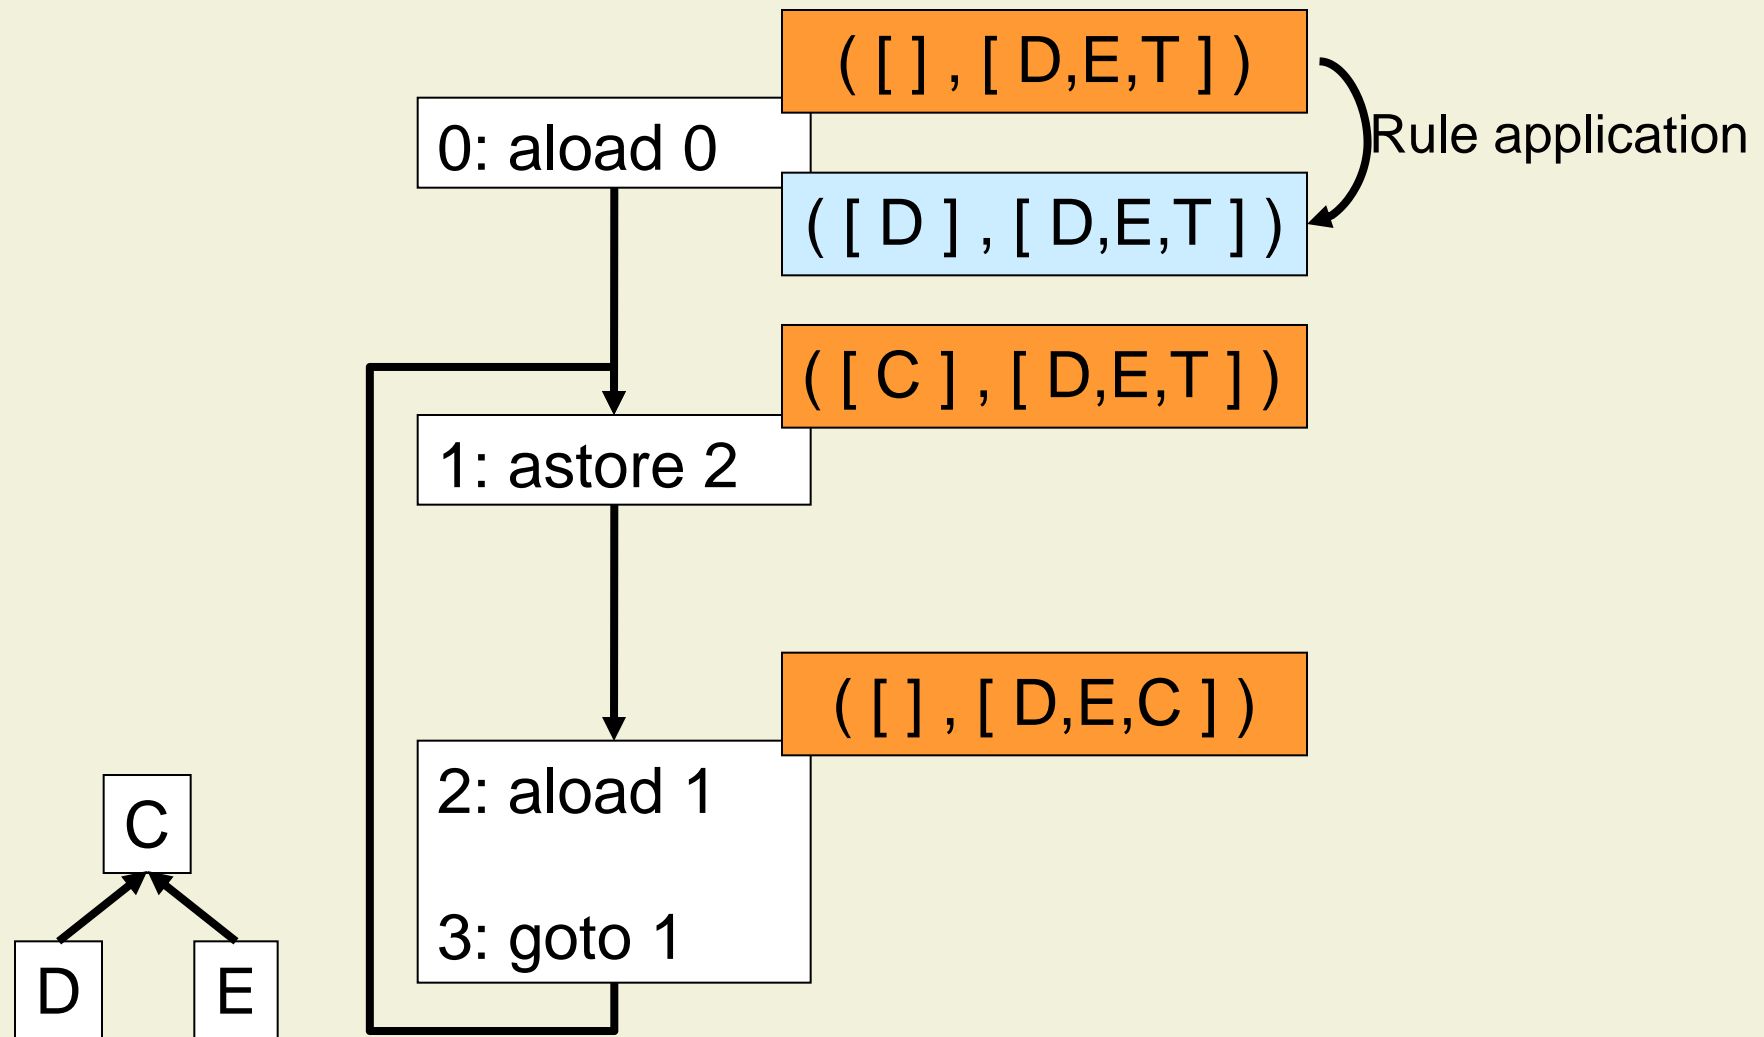 ( [ ] , [ D,E,T ] )
0: aload 0
Rule application
( [ D ] , [ D,E,T ] )
( [ C ] , [ D,E,T ] )
1: astore 2
( [ ] , [ D,E,C ] )
2: aload 1
C
3: goto 1
D
E